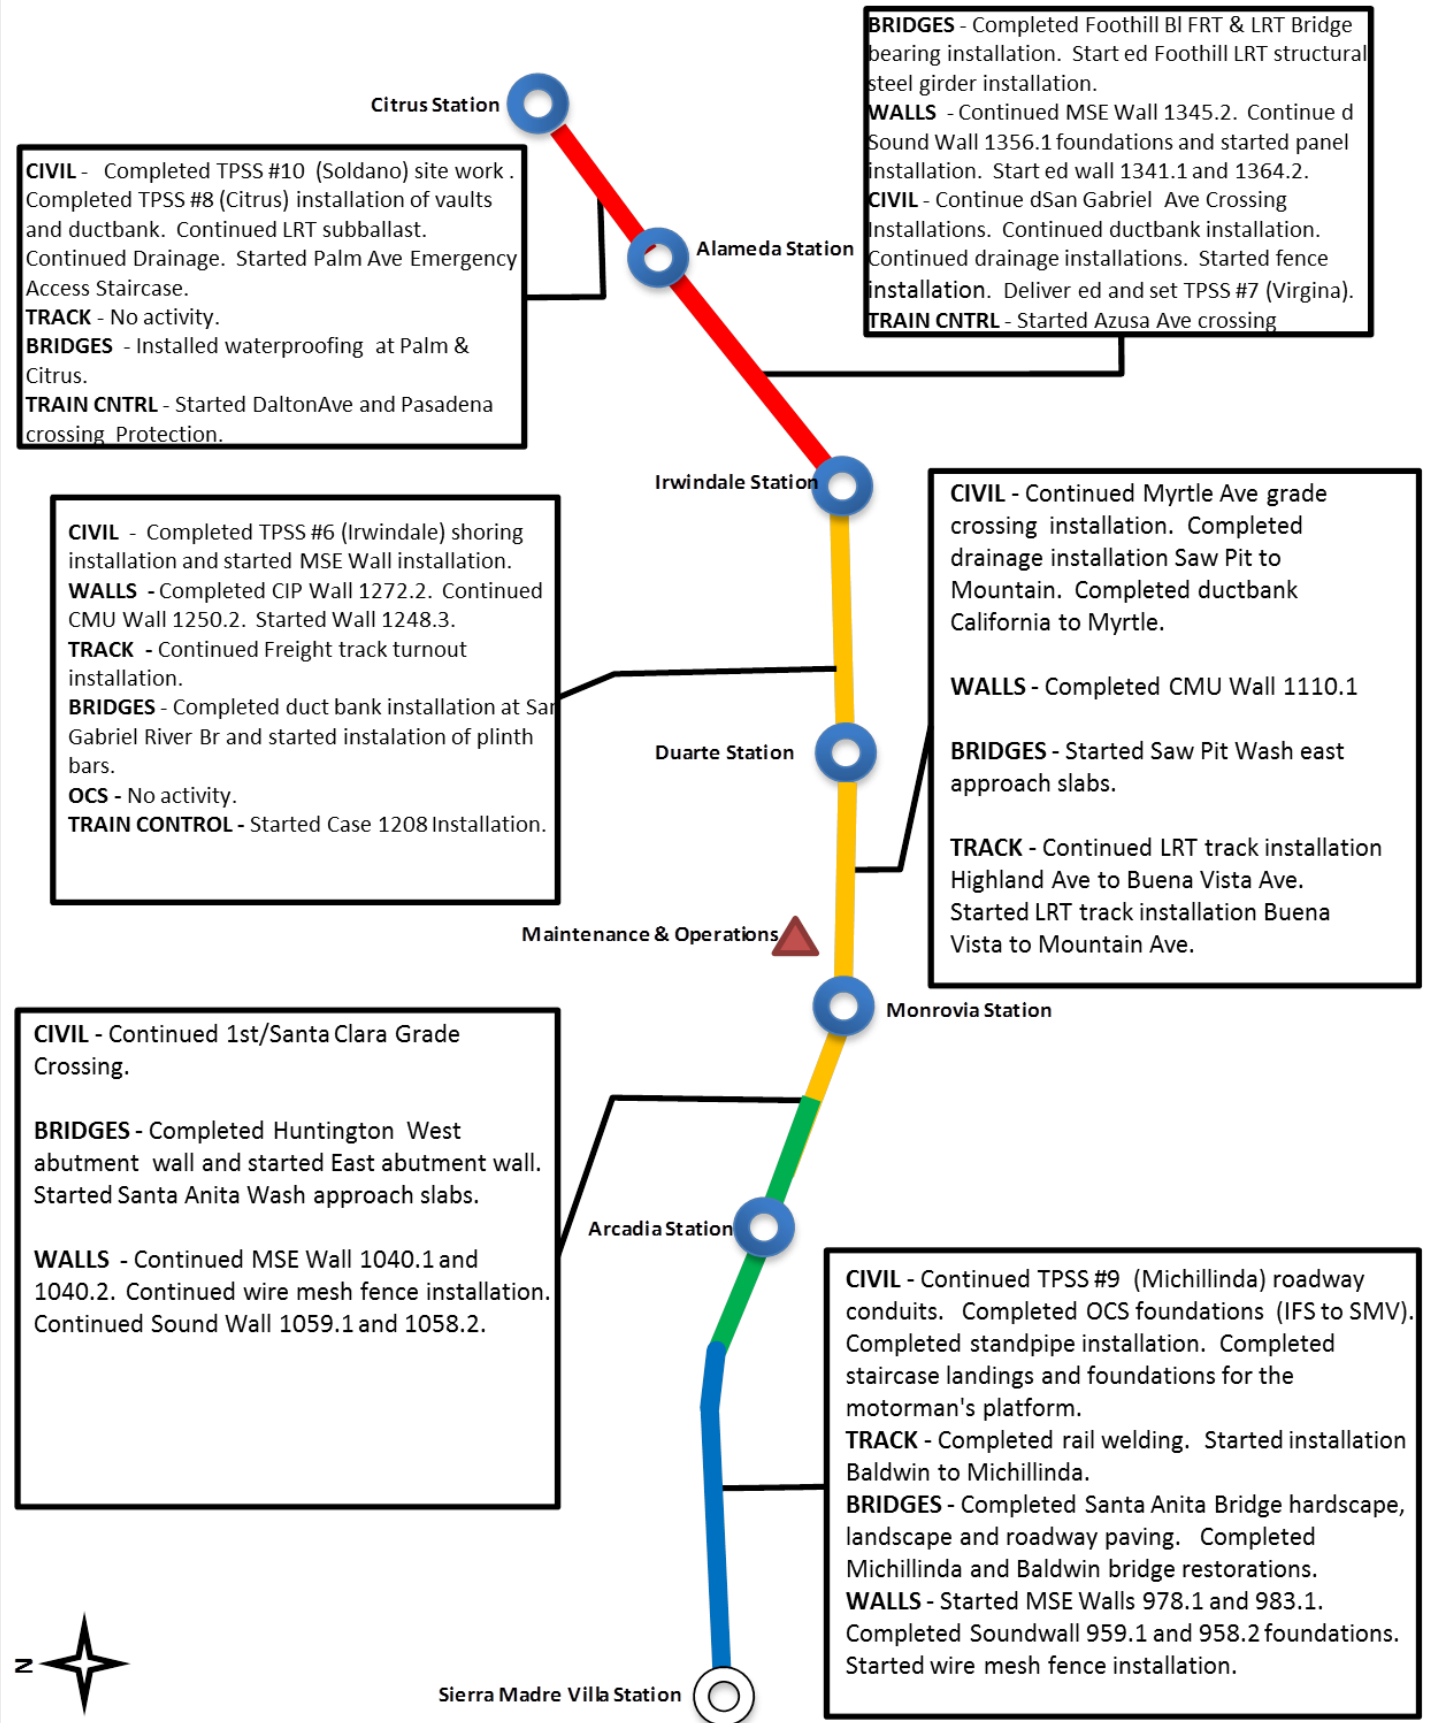 BRIDGES - Completed Foothill Bl FRT & LRT Bridge
bearing installation. Start ed Foothill LRT structural
steel girder installation.
WALLS - Continued MSE Wall 1345.2. Continue d
Sound Wall 1356.1 foundations and started panel
installation. Start ed wall 1341.1 and 1364.2.
CIVIL - Continue dSan Gabriel Ave Crossing
Installations. Continued ductbank installation.
Continued drainage installations. Started fence
installation. Deliver ed and set TPSS #7 (Virgina).
TRAIN CNTRL - Started Azusa Ave crossing
Citrus Station
CIVIL - Completed TPSS #10 (Soldano) site work .
Completed TPSS #8 (Citrus) installation of vaults
and ductbank. Continued LRT subballast.
Continued Drainage. Started Palm Ave Emergency
Access Staircase.
TRACK - No activity.
BRIDGES - Installed waterproofing at Palm &
Citrus.
TRAIN CNTRL - Started DaltonAve and Pasadena
crossing Protection.
Alameda Station
Irwindale Station
CIVIL - Continued Myrtle Ave grade
crossing installation. Completed
drainage installation Saw Pit to
Mountain. Completed ductbank
California to Myrtle.
WALLS - Completed CMU Wall 1110.1
BRIDGES - Started Saw Pit Wash east
approach slabs.
TRACK - Continued LRT track installation
Highland Ave to Buena Vista Ave.
Started LRT track installation Buena
Vista to Mountain Ave.
CIVIL - Completed TPSS #6 (Irwindale) shoring
installation and started MSE Wall installation.
WALLS - Completed CIP Wall 1272.2. Continued
CMU Wall 1250.2. Started Wall 1248.3.
TRACK - Continued Freight track turnout
installation.
BRIDGES - Completed duct bank installation at San
Gabriel River Br and started instalation of plinth
bars.
OCS - No activity.
TRAIN CONTROL - Started Case 1208 Installation.
Duarte Station
Maintenance & Operations
Monrovia Station
CIVIL - Continued 1st/Santa Clara Grade
Crossing.
BRIDGES - Completed Huntington West
abutment wall and started East abutment wall.
Started Santa Anita Wash approach slabs.
WALLS - Continued MSE Wall 1040.1 and
1040.2. Continued wire mesh fence installation.
Continued Sound Wall 1059.1 and 1058.2.
Arcadia Station
CIVIL - Continued TPSS #9 (Michillinda) roadway
conduits. Completed OCS foundations (IFS to SMV).
Completed standpipe installation. Completed
staircase landings and foundations for the
motorman's platform.
TRACK - Completed rail welding. Started installation
Baldwin to Michillinda.
BRIDGES - Completed Santa Anita Bridge hardscape,
landscape and roadway paving. Completed
Michillinda and Baldwin bridge restorations.
WALLS - Started MSE Walls 978.1 and 983.1.
Completed Soundwall 959.1 and 958.2 foundations.
Started wire mesh fence installation.
N
Sierra Madre Villa Station